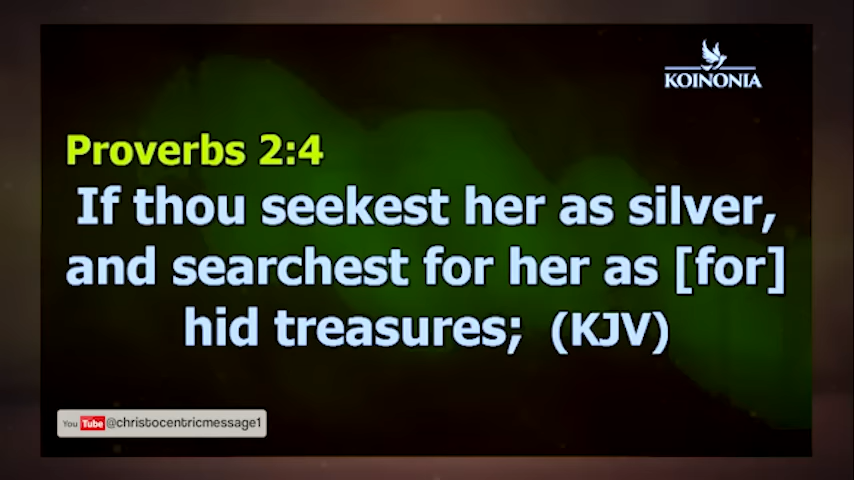 KOINONIA
Proverbs 2:4
If thou seekest her as silver,
and searchest for her as [for]
hid treasures; (KJV)
You Tube @christocentricmessage1